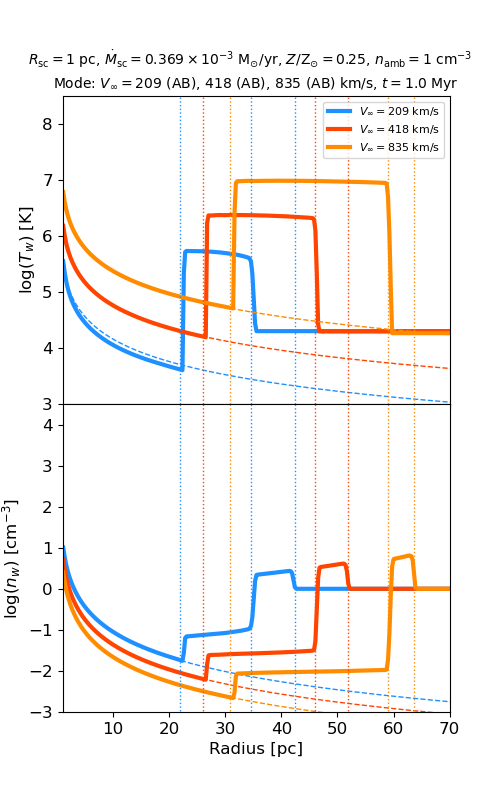 R_sc = 1 pc, Ṁ_sc = 0.369 × 10⁻³ M_⊙/yr, Z/Z_⊙ = 0.25, n_amb = 1 cm⁻³
Mode: V_∞ = 209 (AB), 418 (AB), 835 (AB) km/s, t = 1.0 Myr
V_∞ = 209 km/s
V_∞ = 418 km/s
V_∞ = 835 km/s
log(T_w) [K]
8
7
6
5
4
3
log(n_w) [cm⁻³]
4
3
2
1
0
−1
−2
−3
10 20 30 40 50 60 70
Radius [pc]